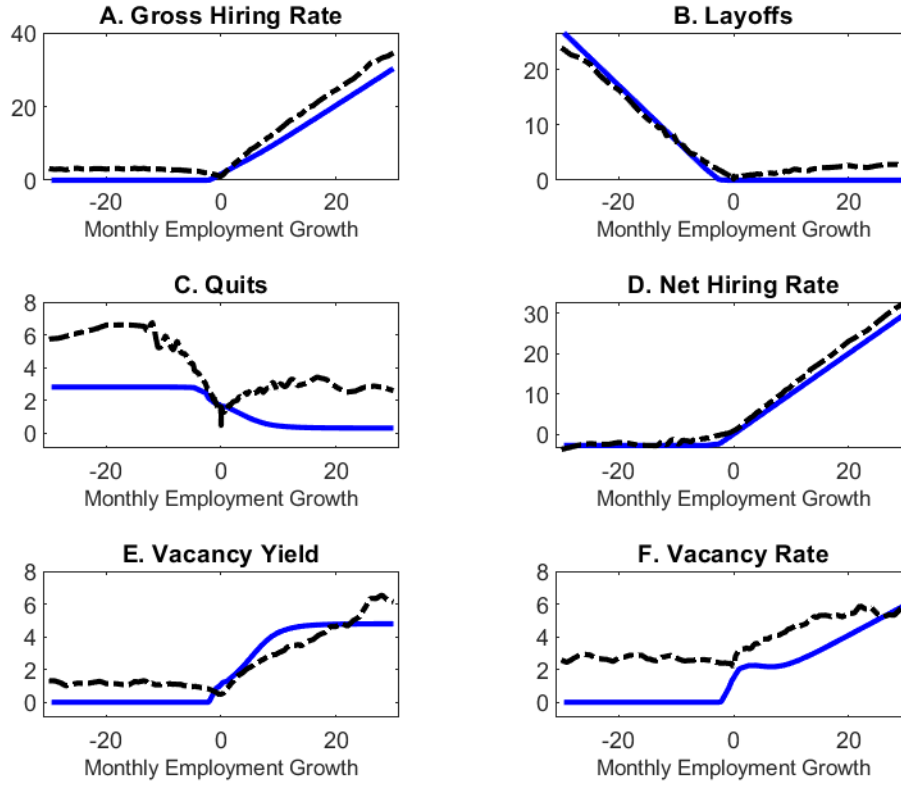 A. Gross Hiring Rate
40
20
0
-20 0 20
Monthly Employment Growth
B. Layoffs
20
10
0
-20 0 20
Monthly Employment Growth
C. Quits
8
6
4
2
0
-20 0 20
Monthly Employment Growth
D. Net Hiring Rate
30
20
10
0
-20 0 20
Monthly Employment Growth
E. Vacancy Yield
8
6
4
2
0
-20 0 20
Monthly Employment Growth
F. Vacancy Rate
8
6
4
2
0
-20 0 20
Monthly Employment Growth